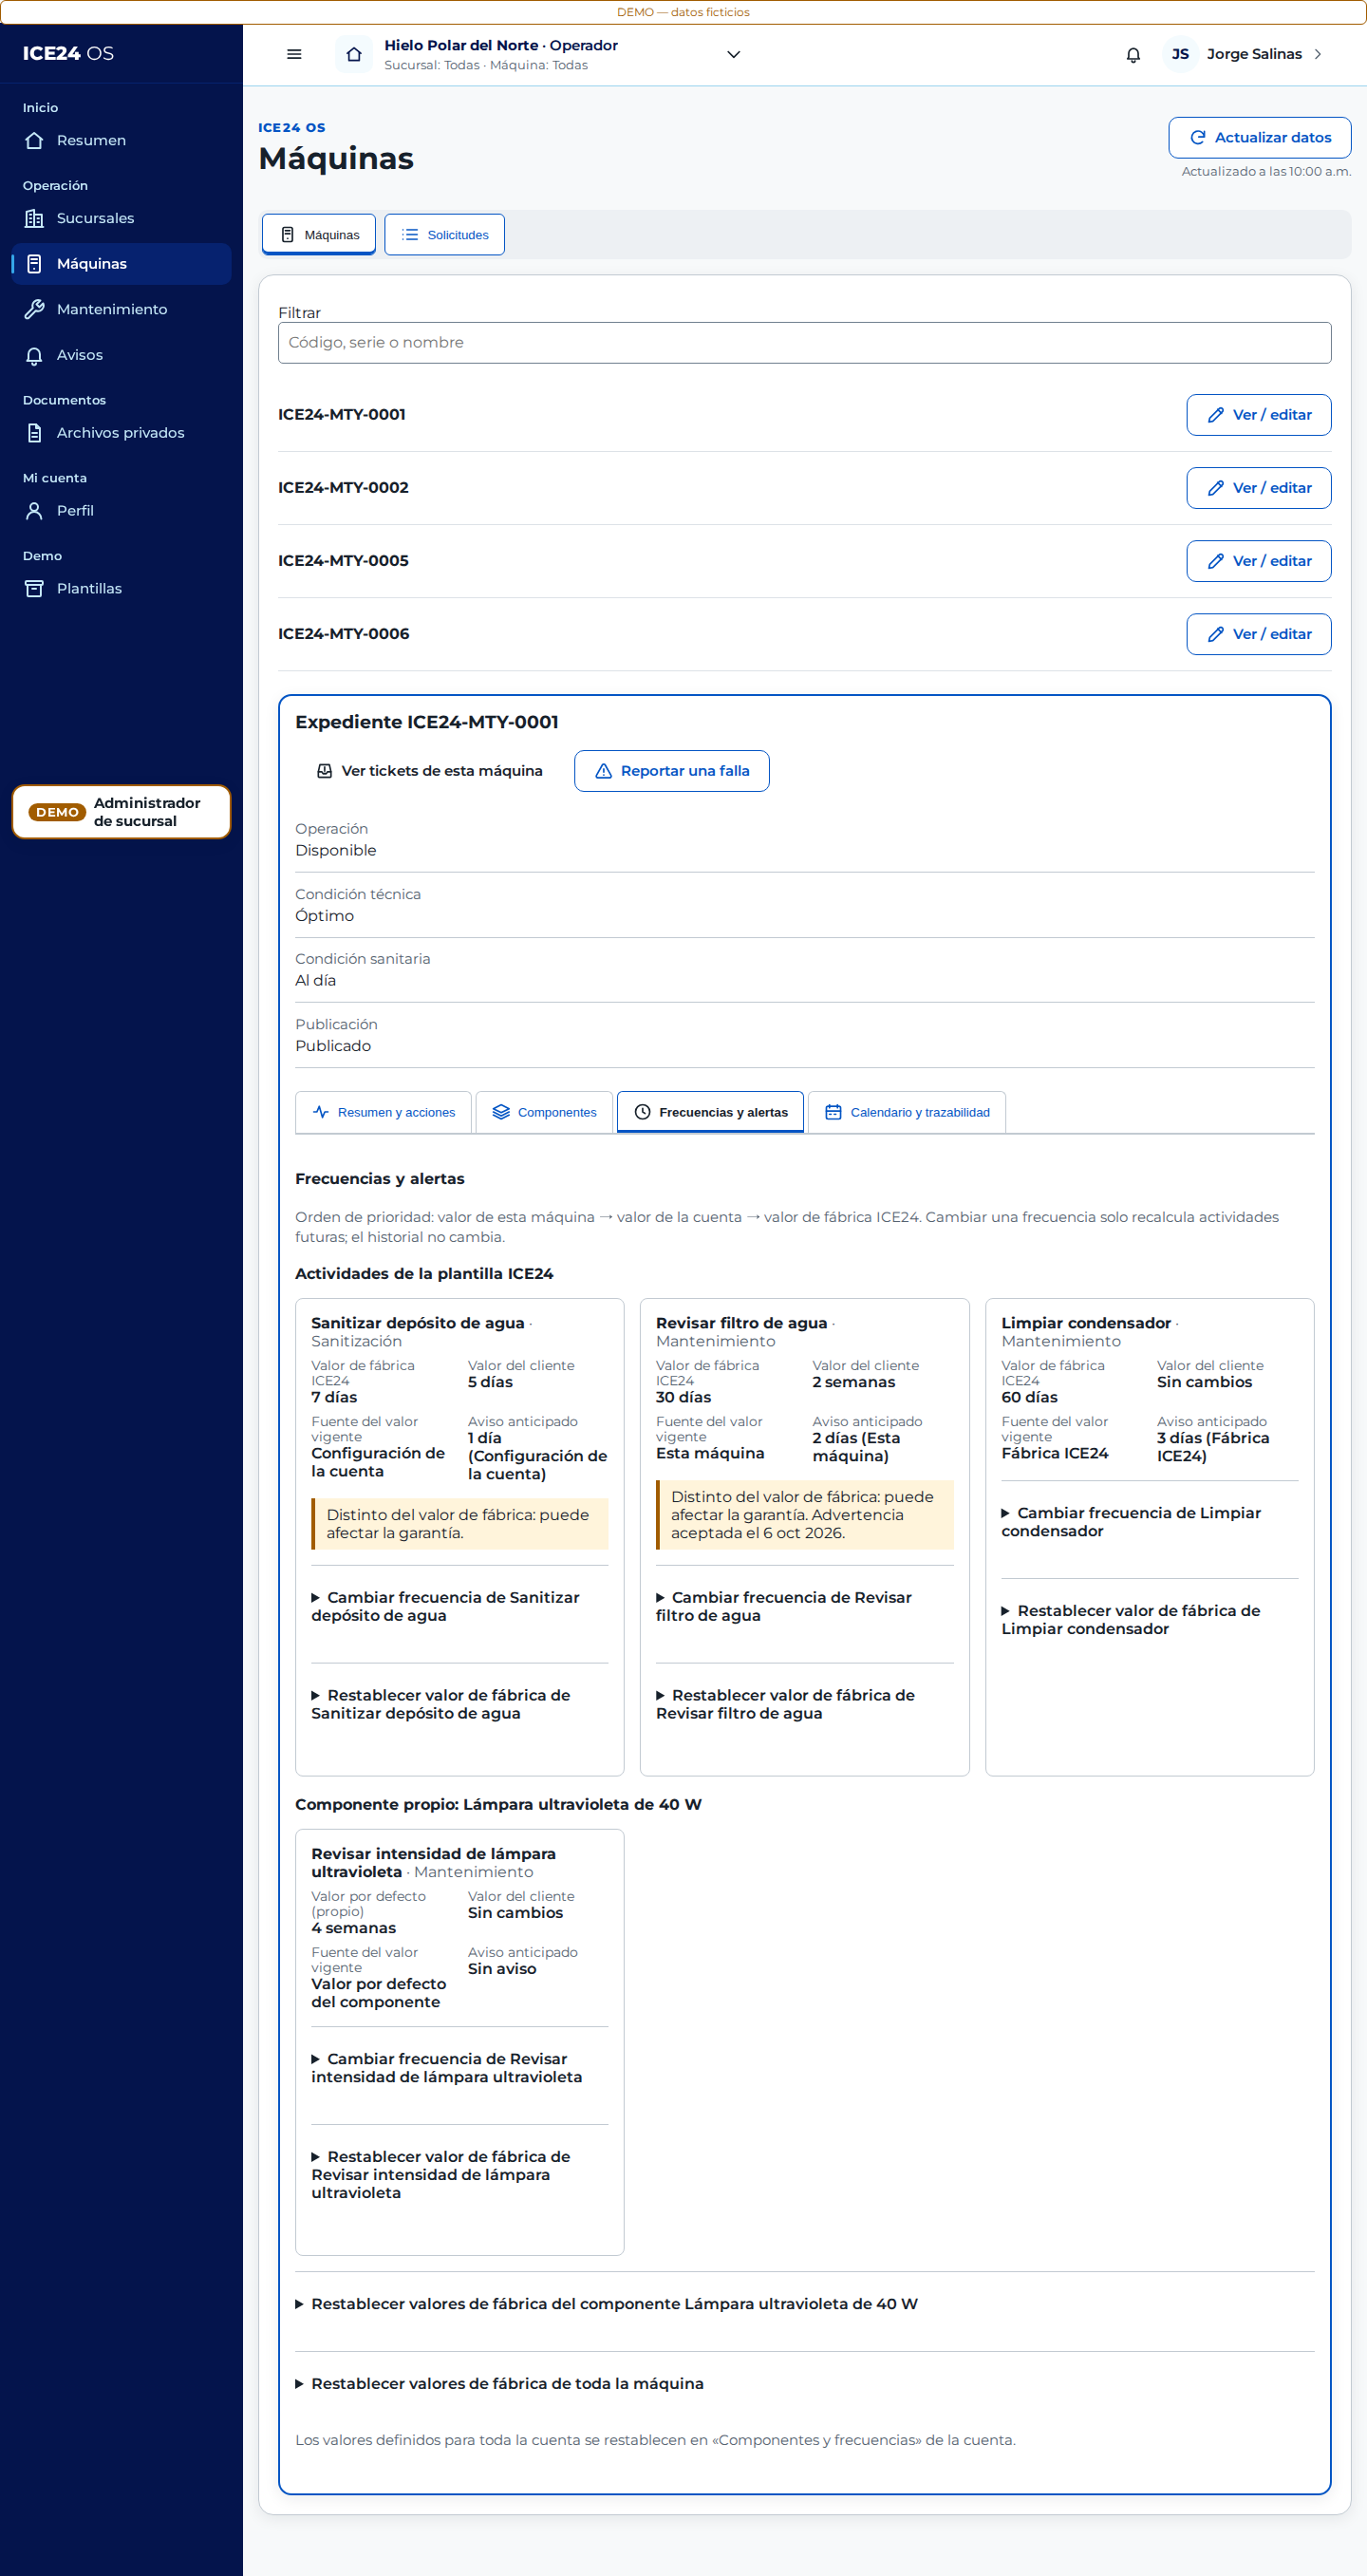 DEMO — datos ficticios
ICE24 OS
Inicio
Resumen
Operación
Sucursales
Máquinas
Mantenimiento
Avisos
Documentos
Archivos privados
Mi cuenta
Perfil
Demo
Plantillas
DEMO
Administrador
de sucursal
Hielo Polar del Norte · Operador
Sucursal: Todas · Máquina: Todas
JS
Jorge Salinas
ICE24 OS
Máquinas
Actualizar datos
Actualizado a las 10:00 a.m.
Máquinas
Solicitudes
Filtrar
Código, serie o nombre
ICE24-MTY-0001
Ver / editar
ICE24-MTY-0002
Ver / editar
ICE24-MTY-0005
Ver / editar
ICE24-MTY-0006
Ver / editar
Expediente ICE24-MTY-0001
Ver tickets de esta máquina
Reportar una falla
Operación
Disponible
Condición técnica
Óptimo
Condición sanitaria
Al día
Publicación
Publicado
Resumen y acciones
Componentes
Frecuencias y alertas
Calendario y trazabilidad
Frecuencias y alertas
Orden de prioridad: valor de esta máquina → valor de la cuenta → valor de fábrica ICE24. Cambiar una frecuencia solo recalcula actividades
futuras; el historial no cambia.
Actividades de la plantilla ICE24
Sanitizar depósito de agua ·
Sanitización
Valor de fábrica
ICE24
7 días
Valor del cliente
5 días
Fuente del valor
vigente
Configuración de
la cuenta
Aviso anticipado
1 día
(Configuración de
la cuenta)
Distinto del valor de fábrica: puede
afectar la garantía.
▶ Cambiar frecuencia de Sanitizar
depósito de agua
▶ Restablecer valor de fábrica de
Sanitizar depósito de agua
Revisar filtro de agua ·
Mantenimiento
Valor de fábrica
ICE24
30 días
Valor del cliente
2 semanas
Fuente del valor
vigente
Esta máquina
Aviso anticipado
2 días (Esta
máquina)
Distinto del valor de fábrica: puede
afectar la garantía. Advertencia
aceptada el 6 oct 2026.
▶ Cambiar frecuencia de Revisar
filtro de agua
▶ Restablecer valor de fábrica de
Revisar filtro de agua
Limpiar condensador ·
Mantenimiento
Valor de fábrica
ICE24
60 días
Valor del cliente
Sin cambios
Fuente del valor
vigente
Fábrica ICE24
Aviso anticipado
3 días (Fábrica
ICE24)
▶ Cambiar frecuencia de Limpiar
condensador
▶ Restablecer valor de fábrica de
Limpiar condensador
Componente propio: Lámpara ultravioleta de 40 W
Revisar intensidad de lámpara
ultravioleta · Mantenimiento
Valor por defecto
(propio)
4 semanas
Valor del cliente
Sin cambios
Fuente del valor
vigente
Valor por defecto
del componente
Aviso anticipado
Sin aviso
▶ Cambiar frecuencia de Revisar
intensidad de lámpara ultravioleta
▶ Restablecer valor de fábrica de
Revisar intensidad de lámpara
ultravioleta
▶ Restablecer valores de fábrica del componente Lámpara ultravioleta de 40 W
▶ Restablecer valores de fábrica de toda la máquina
Los valores definidos para toda la cuenta se restablecen en «Componentes y frecuencias» de la cuenta.